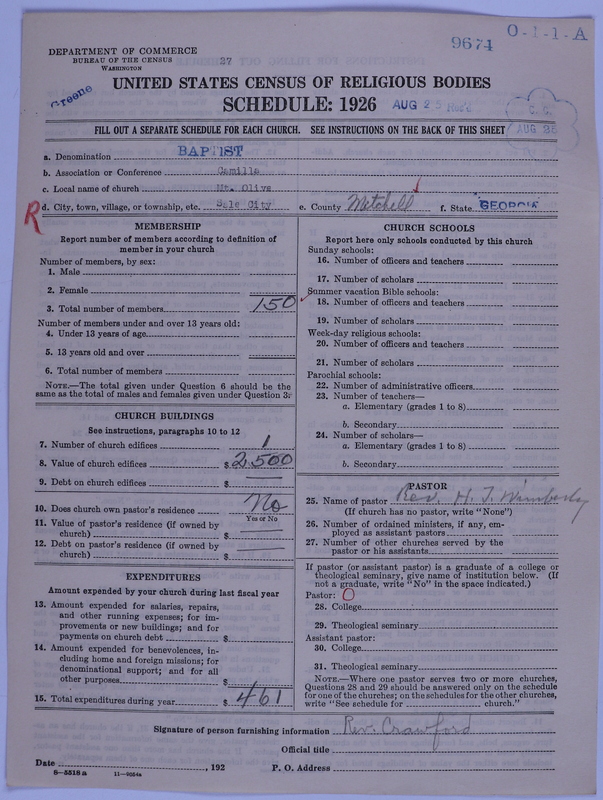 O-1-1-A
9674
DEPARTMENT OF COMMERCE
BUREAU OF THE CENSUS
WASHINGTON
27
Greene
UNITED STATES CENSUS OF RELIGIOUS BODIES
SCHEDULE: 1926
AUG 25 Rec'd
C. C.
AUG 26
FILL OUT A SEPARATE SCHEDULE FOR EACH CHURCH. SEE INSTRUCTIONS ON THE BACK OF THIS SHEET
a. Denomination BAPTIST
b. Association or Conference Camilla
c. Local name of church Mt. Olive
R
d. City, town, village, or township, etc. Sale City e. County Mitchell f. State GEORGIA
MEMBERSHIP
Report number of members according to definition of member in your church
Number of members, by sex:
1. Male
2. Female
3. Total number of members 150
Number of members under and over 13 years old:
4. Under 13 years of age
5. 13 years old and over
6. Total number of members
NOTE.—The total given under Question 6 should be the
same as the total of males and females given under Question 3.
CHURCH BUILDINGS
See instructions, paragraphs 10 to 12
7. Number of church edifices 1
8. Value of church edifices $ 2,500
9. Debt on church edifices $ —
10. Does church own pastor's residence? No
Yes or No
11. Value of pastor's residence (if owned by
church) $ —
12. Debt on pastor's residence (if owned by
church) $ —
EXPENDITURES
Amount expended by your church during last fiscal year
13. Amount expended for salaries, repairs,
and other running expenses; for im-
provements or new buildings; and for
payments on church debt $
14. Amount expended for benevolences, in-
cluding home and foreign missions; for
denominational support; and for all
other purposes $
15. Total expenditures during year $ 461
CHURCH SCHOOLS
Report here only schools conducted by this church
Sunday schools:
16. Number of officers and teachers
17. Number of scholars
Summer vacation Bible schools:
18. Number of officers and teachers
19. Number of scholars
Week-day religious schools:
20. Number of officers and teachers
21. Number of scholars
Parochial schools:
22. Number of administrative officers
23. Number of teachers—
a. Elementary (grades 1 to 8)
b. Secondary
24. Number of scholars—
a. Elementary (grades 1 to 8)
b. Secondary
PASTOR
25. Name of pastor Rev. H. T. Wimberly
(If church has no pastor, write "None")
26. Number of ordained ministers, if any, em-
ployed as assistant pastors
27. Number of other churches served by the
pastor or his assistants
If pastor (or assistant pastor) is a graduate of a college or
theological seminary, give name of institution below. (If
not a graduate, write "No" in the space indicated.)
Pastor: O
28. College
29. Theological seminary
Assistant pastor:
30. College
31. Theological seminary
NOTE.—Where one pastor serves two or more churches,
Questions 28 and 29 should be answered only on the schedule
for one of the churches; on the schedules for the other churches,
write "See schedule for church."
Signature of person furnishing information Rev. Crawford
Official title
Date , 192 P. O. Address
8-5518a 11-9054a